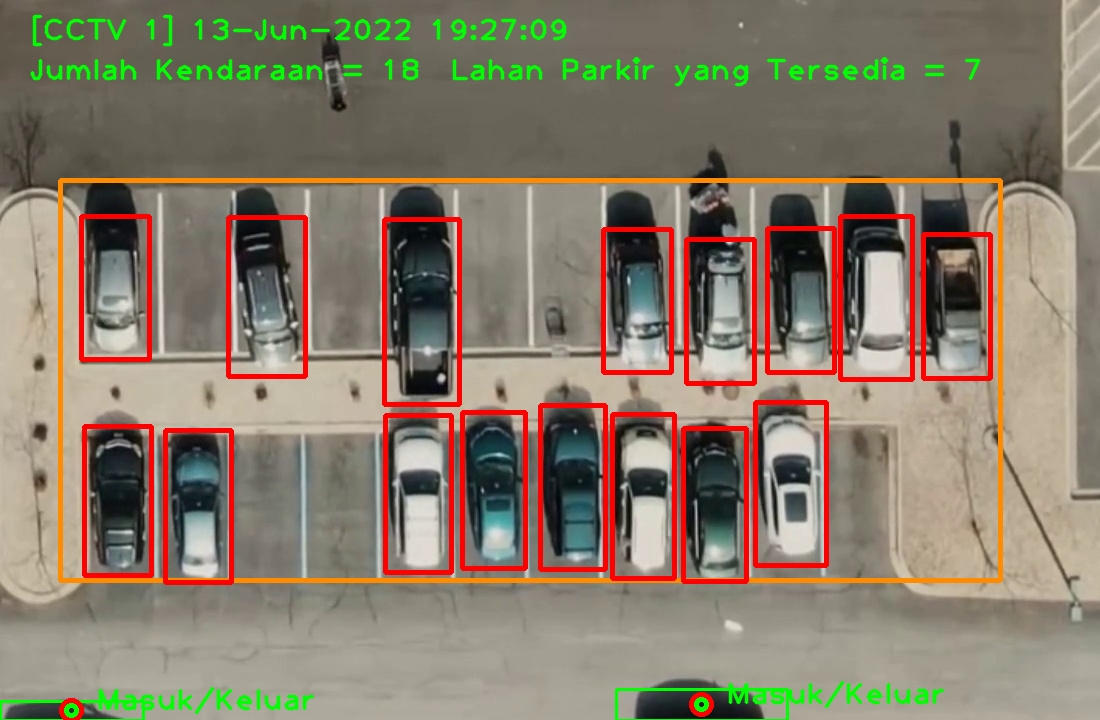 [CCTV 1] 13-Jun-2022 19:27:09
Jumlah Kendaraan = 18 Lahan Parkir yang Tersedia = 7
Masuk/Keluar
Masuk/Keluar